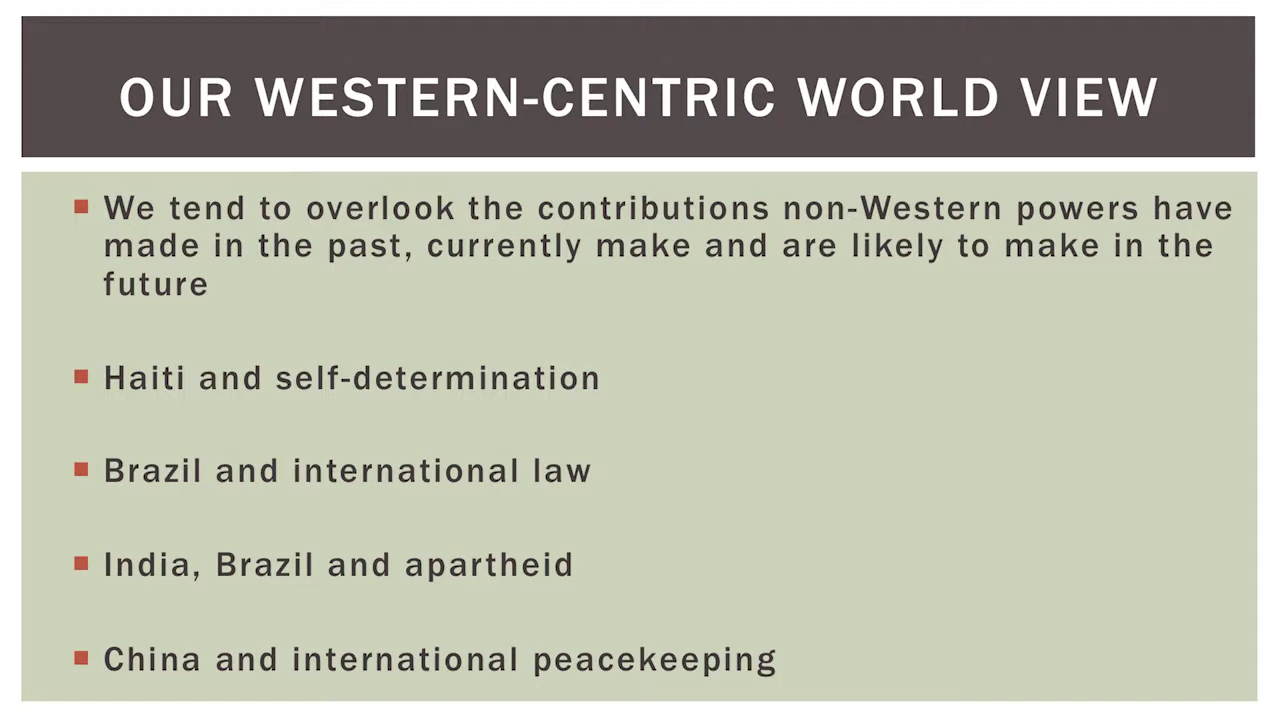 OUR WESTERN-CENTRIC WORLD VIEW
We tend to overlook the contributions non-Western powers have
made in the past, currently make and are likely to make in the
future
Haiti and self-determination
Brazil and international law
India, Brazil and apartheid
China and international peacekeeping